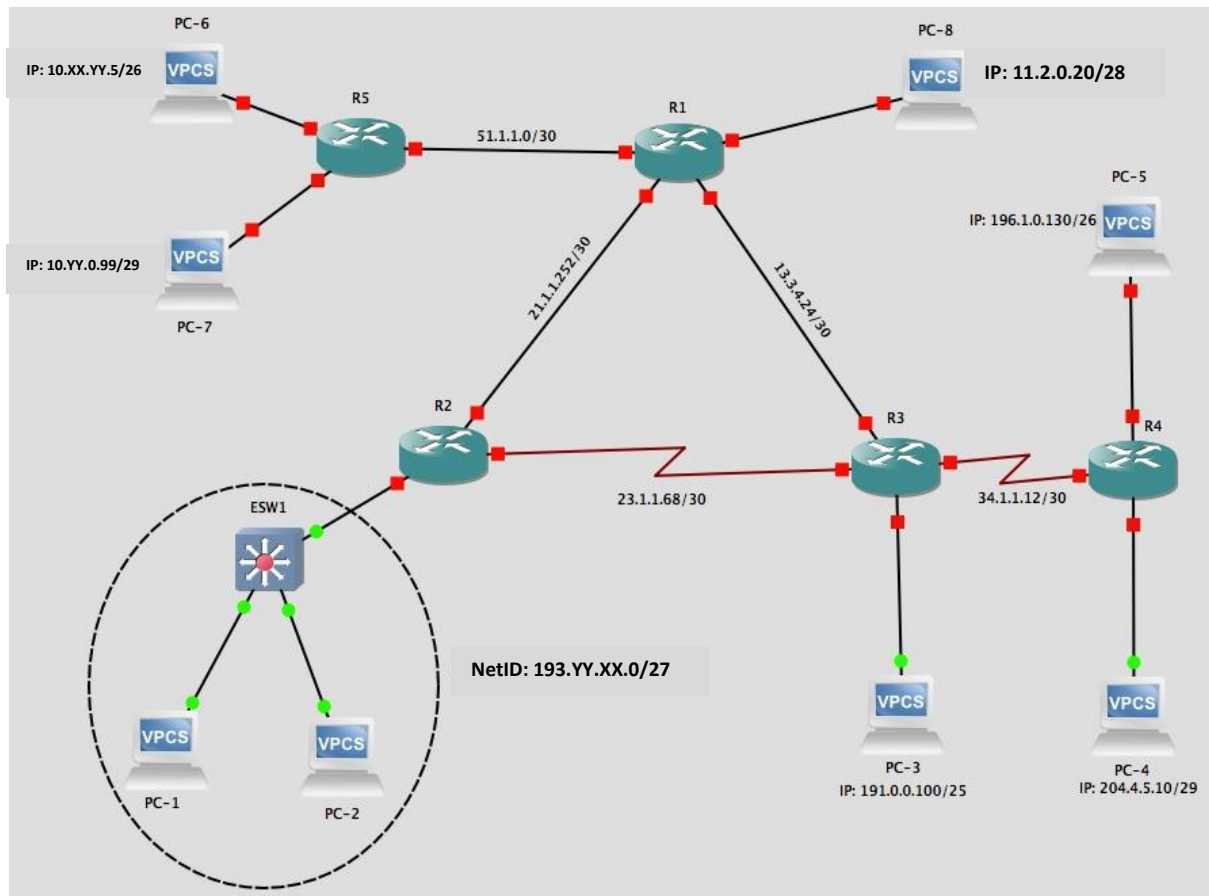 PC-6
VPCS
IP: 10.XX.YY.5/26
PC-8
VPCS
IP: 11.2.0.20/28
R5
51.1.1.0/30
R1
PC-5
VPCS
IP: 196.1.0.130/26
VPCS
IP: 10.YY.0.99/29
PC-7
21.1.1.252/30
13.3.4.24/30
R2
R3
R4
23.1.1.68/30
34.1.1.12/30
ESW1
NetID: 193.YY.XX.0/27
VPCS
PC-1
VPCS
PC-2
VPCS
PC-3
IP: 191.0.0.100/25
VPCS
PC-4
IP: 204.4.5.10/29